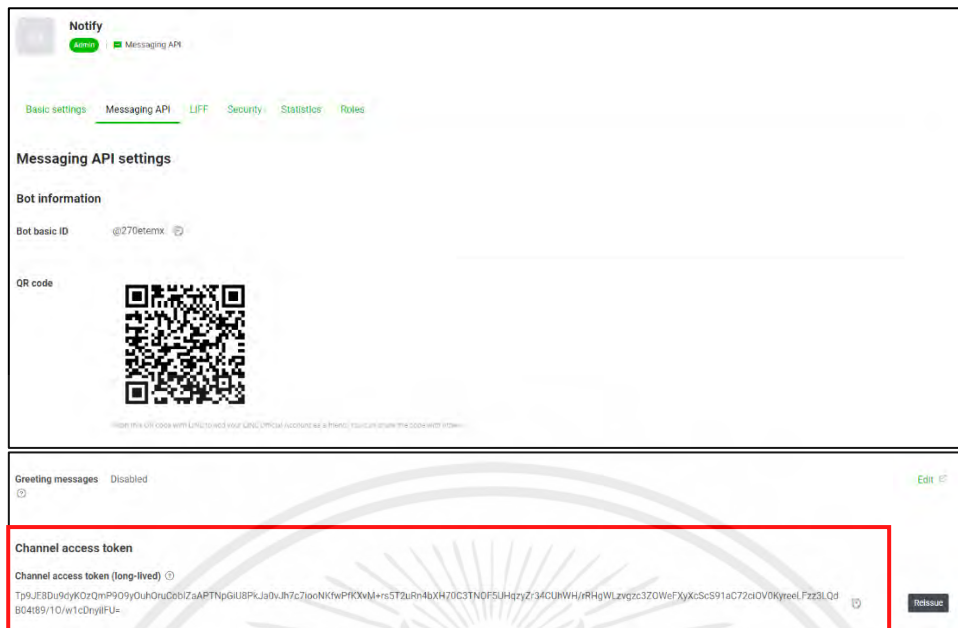 Notify
Admin Messaging API
Basic settings Messaging API LIFF Security Statistics Roles
Messaging API settings
Bot information
Bot basic ID @270etemx
QR code
Greeting messages Disabled Edit
Channel access token
Channel access token (long-lived)
Reissue